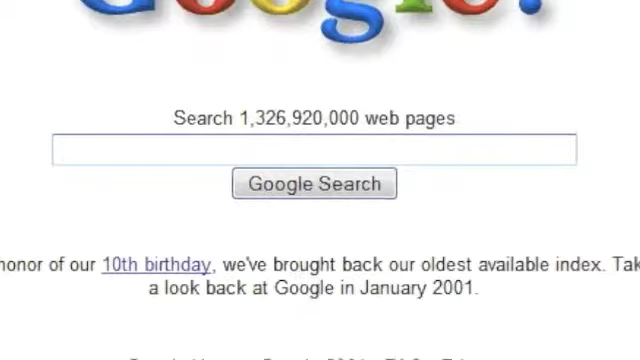 Google!
Search 1,326,920,000 web pages
Google Search
honor of our 10th birthday, we've brought back our oldest available index. Tak
a look back at Google in January 2001.